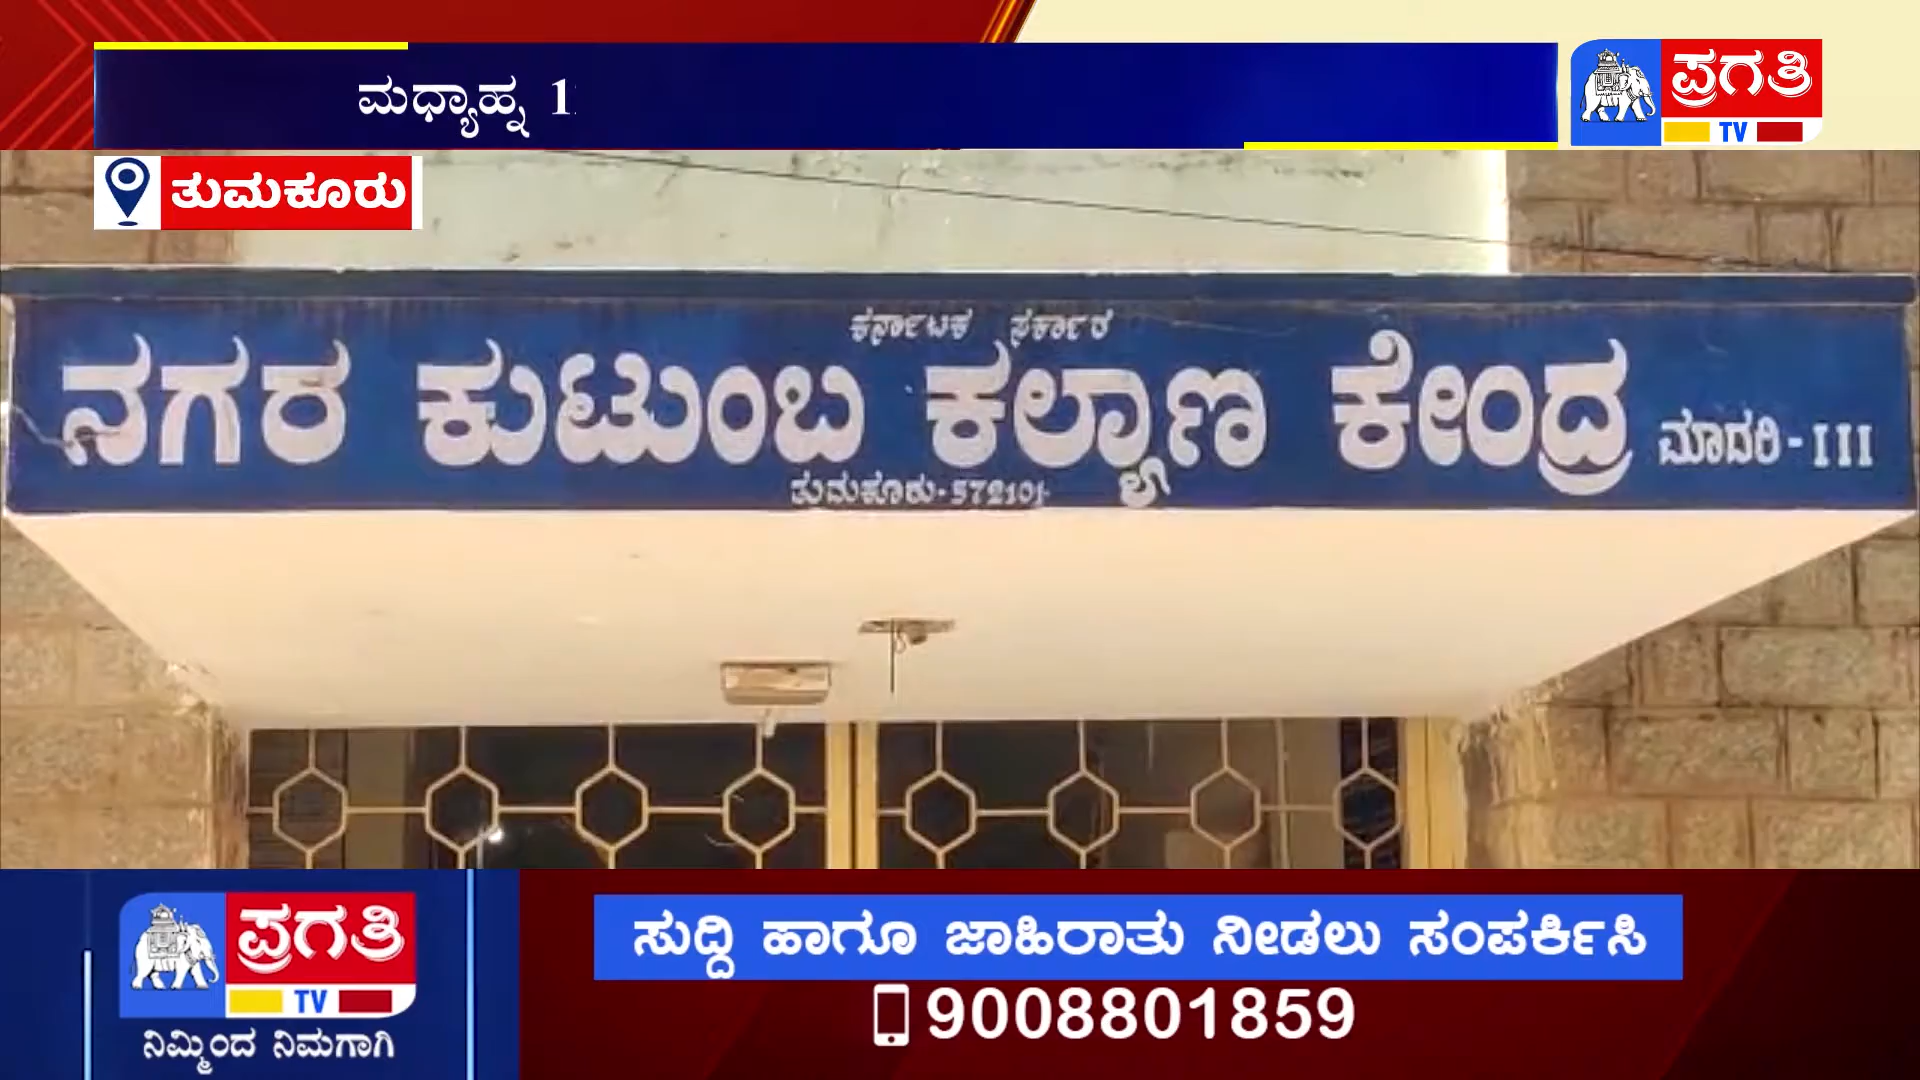 ಮಧ್ಯಾಹ್ನ 1
ಪ್ರಗತಿ
TV
ತುಮಕೂರು
ಕರ್ನಾಟಕ ಸರ್ಕಾರ
ನಗರ ಕುಟುಂಬ ಕಲ್ಯಾಣ ಕೇಂದ್ರ ಮಾದರಿ-III
ತುಮಕೂರು-572101
ಪ್ರಗತಿ
TV
ನಿಮ್ಮಿಂದ ನಿಮಗಾಗಿ
ಸುದ್ದಿ ಹಾಗೂ ಜಾಹಿರಾತು ನೀಡಲು ಸಂಪರ್ಕಿಸಿ
9008801859